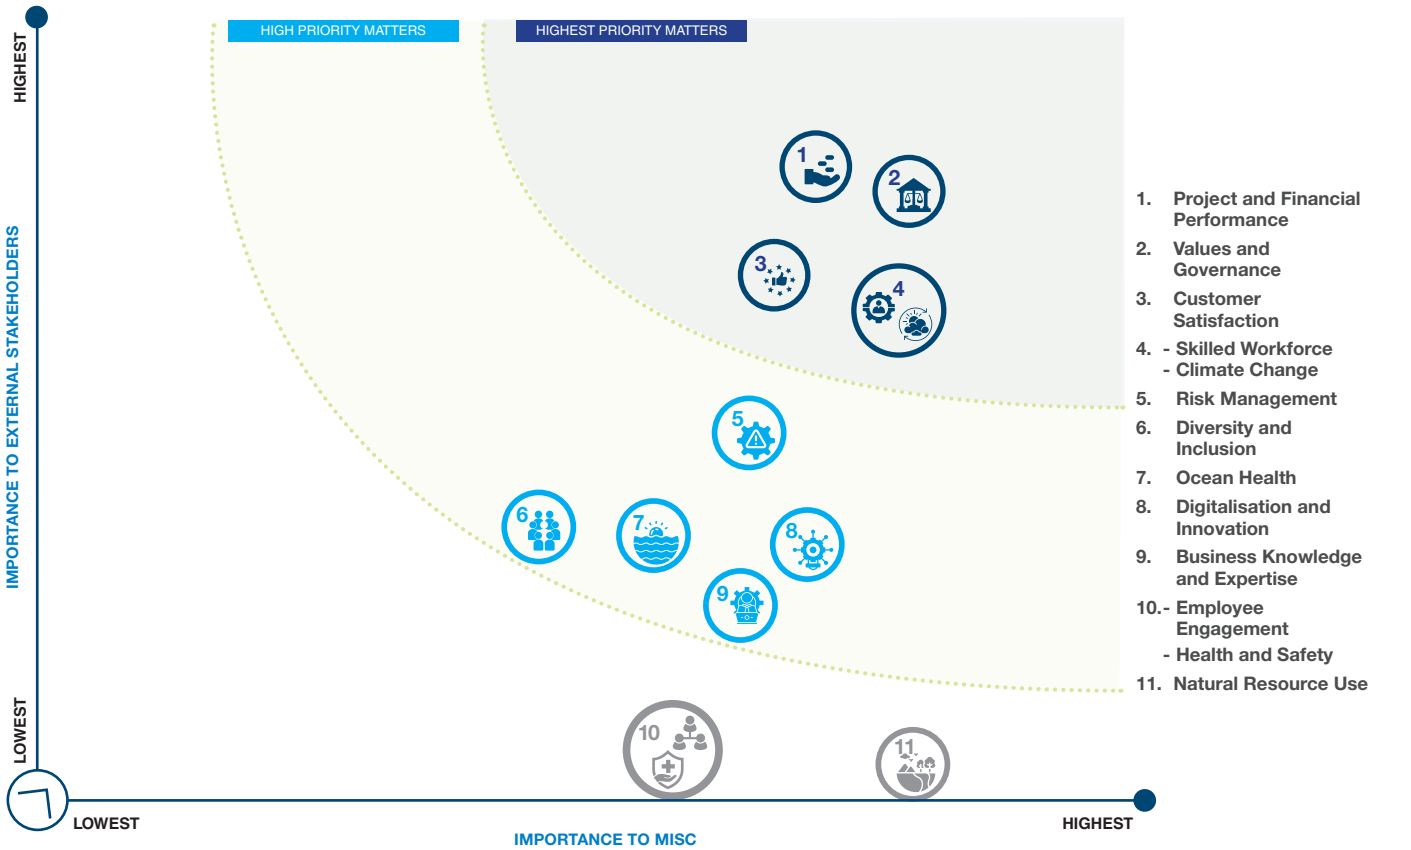 HIGHEST
IMPORTANCE TO EXTERNAL STAKEHOLDERS
LOWEST
HIGH PRIORITY MATTERS
HIGHEST PRIORITY MATTERS
1
2
3
4
5
6
7
8
9
10
11
LOWEST
IMPORTANCE TO MISC
HIGHEST
1. Project and Financial
Performance
2. Values and
Governance
3. Customer
Satisfaction
4. - Skilled Workforce
- Climate Change
5. Risk Management
6. Diversity and
Inclusion
7. Ocean Health
8. Digitalisation and
Innovation
9. Business Knowledge
and Expertise
10.- Employee
Engagement
- Health and Safety
11. Natural Resource Use